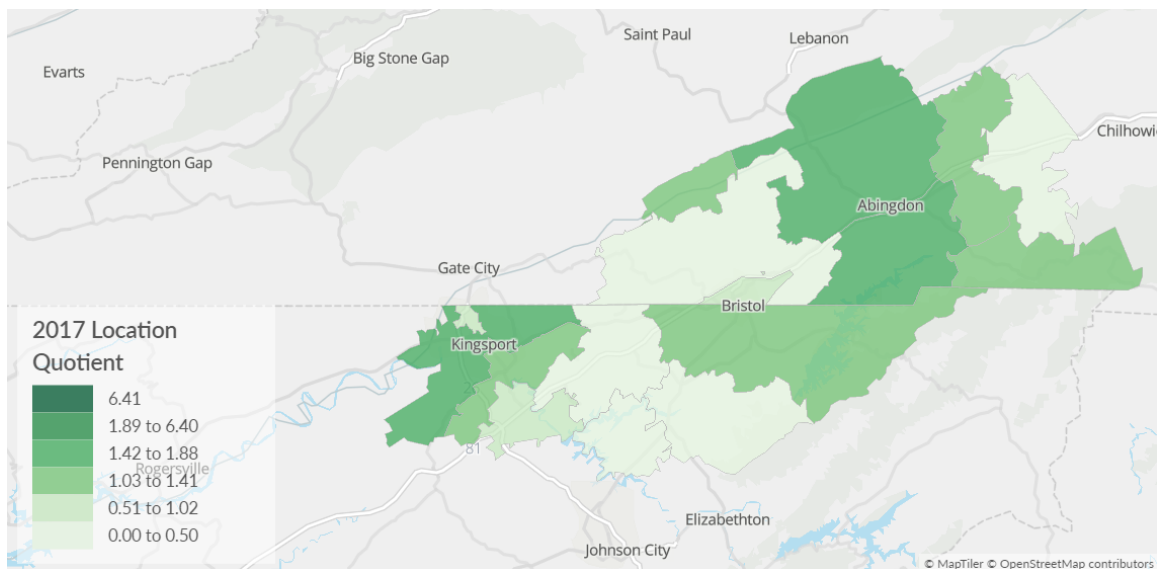 Saint Paul
Lebanon
Big Stone Gap
Evarts
Chilhowie
Pennington Gap
Abingdon
Gate City
Bristol
2017 Location
Quotient
Kingsport
6.41
1.89 to 6.40
1.42 to 1.88
81
Rogersville
1.03 to 1.41
0.51 to 1.02
0.00 to 0.50
Elizabethton
Johnson City
© MapTiler © OpenStreetMap contributors